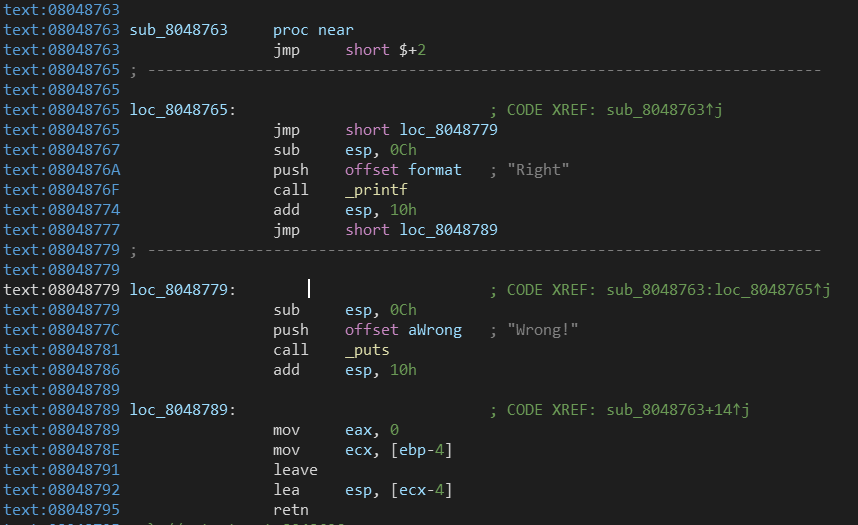 text:08048763
text:08048763 sub_8048763     proc near
text:08048763                 jmp     short $+2
text:08048765 ; ---------------------------------------------------------------------------
text:08048765
text:08048765 loc_8048765:                            ; CODE XREF: sub_8048763↑j
text:08048765                 jmp     short loc_8048779
text:08048767                 sub     esp, 0Ch
text:0804876A                 push    offset format   ; "Right"
text:0804876F                 call    _printf
text:08048774                 add     esp, 10h
text:08048777                 jmp     short loc_8048789
text:08048779 ; ---------------------------------------------------------------------------
text:08048779
text:08048779 loc_8048779:                            ; CODE XREF: sub_8048763:loc_8048765↑j
text:08048779                 sub     esp, 0Ch
text:0804877C                 push    offset aWrong   ; "Wrong!"
text:08048781                 call    _puts
text:08048786                 add     esp, 10h
text:08048789
text:08048789 loc_8048789:                            ; CODE XREF: sub_8048763+14↑j
text:08048789                 mov     eax, 0
text:0804878E                 mov     ecx, [ebp-4]
text:08048791                 leave
text:08048792                 lea     esp, [ecx-4]
text:08048795                 retn